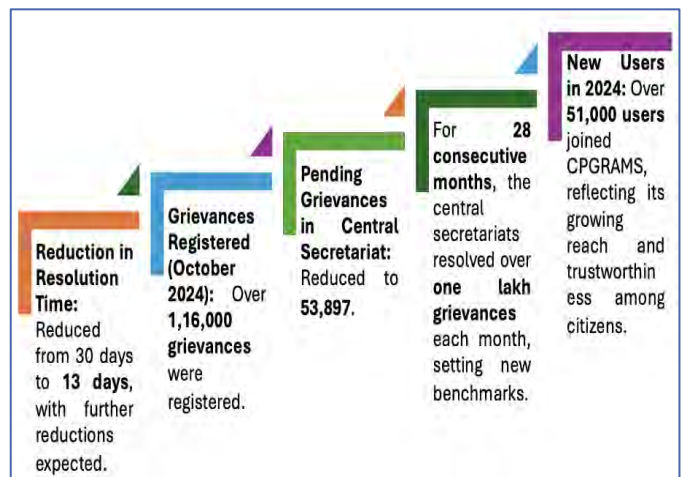 Reduction in
Resolution
Time:
Reduced
from 30 days
to 13 days,
with further
reductions
expected.
Grievances
Registered
(October
2024): Over
1,16,000
grievances
were
registered.
Pending
Grievances
in Central
Secretariat:
Reduced to
53,897.
For 28
consecutive
months, the
central
secretariats
resolved over
one lakh
grievances
each month,
setting new
benchmarks.
New Users
in 2024: Over
51,000 users
joined
CPGRAMS,
reflecting its
growing
reach and
trustworthin
ess among
citizens.